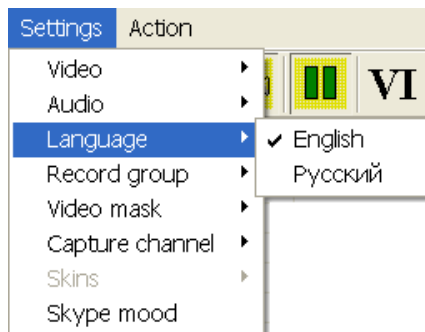 Settings Action
Video
Audio
VI
Language
English
Record group
Русский
Video mask
Capture channel
Skins
Skype mood